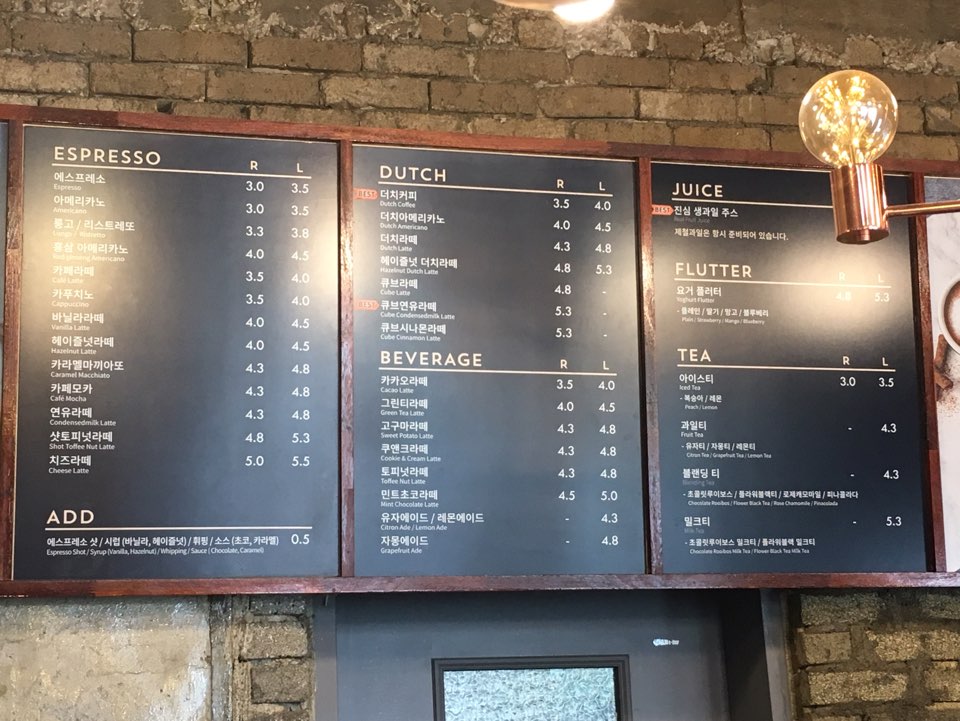 ESPRESSO R L
에스프레소 3.0 3.5
Espresso
아메리카노 3.0 3.5
Americano
룽고 / 리스트레또 3.3 3.8
Lungo / Ristretto
홍삼 아메리카노 4.0 4.5
Red ginseng Americano
카페라떼 3.5 4.0
Café Latte
카푸치노 3.5 4.0
Cappuccino
바닐라라떼 4.0 4.5
Vanilla Latte
헤이즐넛라떼 4.0 4.5
Hazelnut Latte
카라멜마끼아또 4.3 4.8
Caramel Macchiato
카페모카 4.3 4.8
Café Mocha
연유라떼 4.3 4.8
Condensedmilk Latte
샷토피넛라떼 4.8 5.3
Shot Toffee Nut Latte
치즈라떼 5.0 5.5
Cheese Latte
ADD
에스프레소 샷 / 시럽 (바닐라, 헤이즐넛) / 휘핑 / 소스 (초코, 카라멜) 0.5
Espresso Shot / Syrup (Vanilla, Hazelnut) / Whipping / Sauce ( Chocolate, Caramel)
DUTCH R L
BEST 더치커피 3.5 4.0
Dutch Coffee
더치아메리카노 4.0 4.5
Dutch Americano
더치라떼 4.3 4.8
Dutch Latte
헤이즐넛 더치라떼 4.8 5.3
Hazelnut Dutch Latte
큐브라떼 4.8 -
Cube Latte
BEST 큐브연유라떼 5.3 -
Cube Condensedmilk Latte
큐브시나몬라떼 5.3 -
Cube Cinnamon Latte
BEVERAGE R L
카카오라떼 3.5 4.0
Cacao Latte
그린티라떼 4.0 4.5
Green Tea Latte
고구마라떼 4.3 4.8
Sweet Potato Latte
쿠앤크라떼 4.3 4.8
Cookie & Cream Latte
토피넛라떼 4.3 4.8
Toffee Nut Latte
민트초코라떼 4.5 5.0
Mint Chocolate Latte
유자에이드 / 레몬에이드 - 4.3
Citron Ade / Lemon Ade
자몽에이드 - 4.8
Grapefruit Ade
JUICE
BEST 진심 생과일 주스
Real Fruit Juice
제철과일은 항시 준비되어 있습니다.
FLUTTER R L
요거 플러터 4.8 5.3
Yoghurt Flutter
- 플레인 / 딸기 / 망고 / 블루베리
Plain / Strawberry / Mango / Blueberry
TEA R L
아이스티 3.0 3.5
Iced Tea
- 복숭아 / 레몬
Peach / Lemon
과일티 - 4.3
Fruit Tea
- 유자티 / 자몽티 / 레몬티
Citron Tea / Grapefruit Tea / Lemon Tea
블랜딩 티 - 4.3
Blending Tea
- 초콜릿루이보스 / 플라워블랙티 / 로제캐모마일 / 피나콜라다
Chocolate Rooibos / Flower Black Tea / Rose Chamomile / Pinacolada
밀크티 - 5.3
Milk Tea
- 초콜릿루이보스 밀크티 / 플라워블랙 밀크티
Chocolate Rooibos Milk Tea / Flower Black Tea Milk Tea